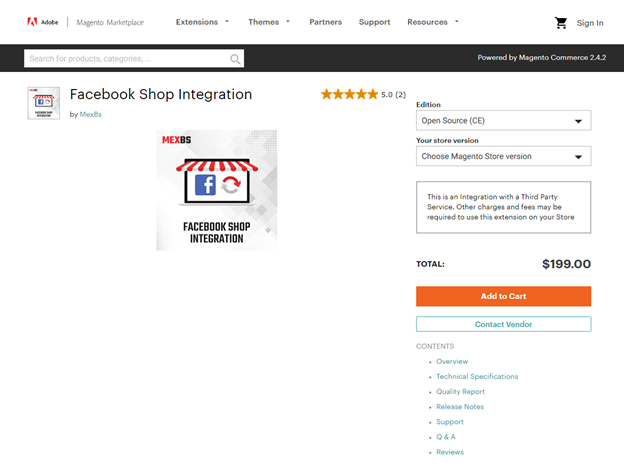 Adobe | Magento Marketplace
Extensions
Themes
Partners
Support
Resources
Sign In
Search for products, categories, ...
Powered by Magento Commerce 2.4.2
Facebook Shop Integration
5.0 (2)
by MexBs
MEXBS
FACEBOOK SHOP
INTEGRATION
MEXBS
f
FACEBOOK SHOP
INTEGRATION
Edition
Open Source (CE)
Your store version
Choose Magento Store version
This is an Integration with a Third Party
Service. Other charges and fees may be
required to use this extension on your Store
TOTAL:
$199.00
Add to Cart
Contact Vendor
CONTENTS
• Overview
• Technical Specifications
• Quality Report
• Release Notes
• Support
• Q & A
• Reviews